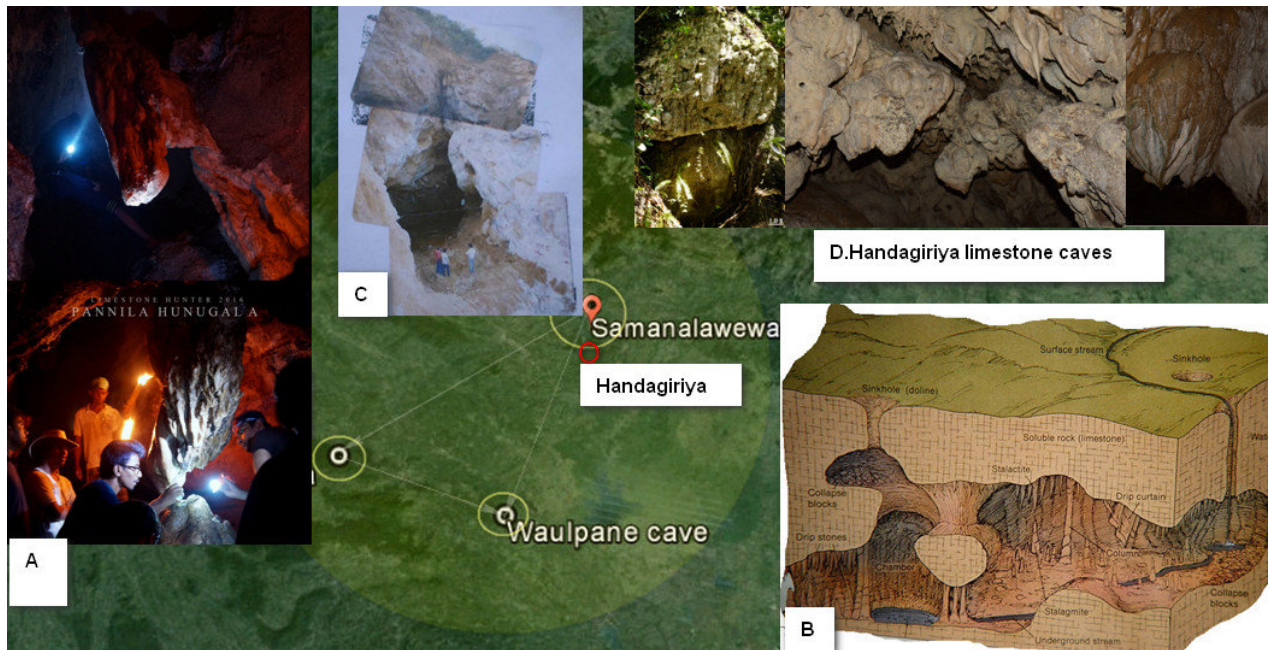 LIMESTONE HUNTER 2016
PANNILA HUNUGALA
A
C
D.Handagiriya limestone caves
Samanalawewa
Handagiriya
Waulpane cave
Surface stream
Sinkhole
Sinkhole (doline)
Soluble rock (limestone)
Stalactite
Collapse
blocks
Drip curtain
Drip stones
Column
Chamber
Collapse
blocks
Stalagmite
Underground stream
B